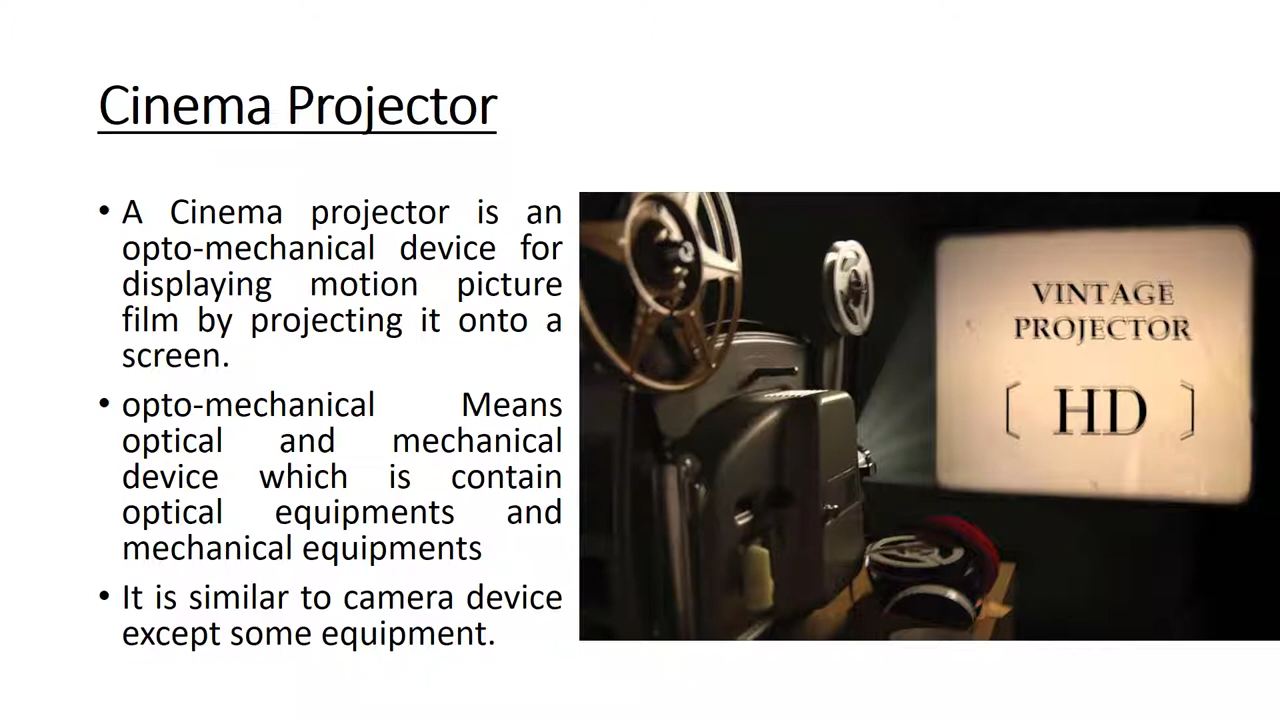 Cinema Projector
• A Cinema projector is an
opto-mechanical device for
displaying motion picture
film by projecting it onto a
screen.
• opto-mechanical Means
optical and mechanical
device which is contain
optical equipments and
mechanical equipments
• It is similar to camera device
except some equipment.
VINTAGE
PROJECTOR
[ HD ]